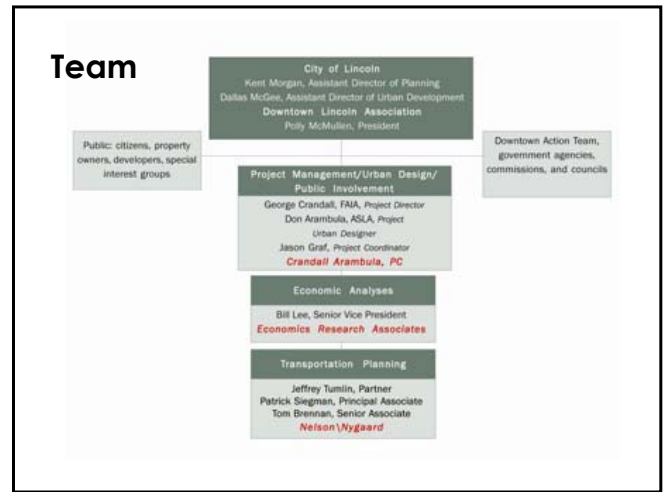 Team
City of Lincoln
Kent Morgan, Assistant Director of Planning
Dallas McGee, Assistant Director of Urban Development
Downtown Lincoln Association
Polly McMullen, President
Public: citizens, property
owners, developers, special
interest groups
Downtown Action Team,
government agencies,
commissions, and councils
Project Management/Urban Design/
Public Involvement
George Crandall, FAIA, Project Director
Don Arambula, ASLA, Project
Urban Designer
Jason Graf, Project Coordinator
Crandall Arambula, PC
Economic Analyses
Bill Lee, Senior Vice President
Economics Research Associates
Transportation Planning
Jeffrey Tumlin, Partner
Patrick Siegman, Principal Associate
Tom Brennan, Senior Associate
Nelson\Nygaard